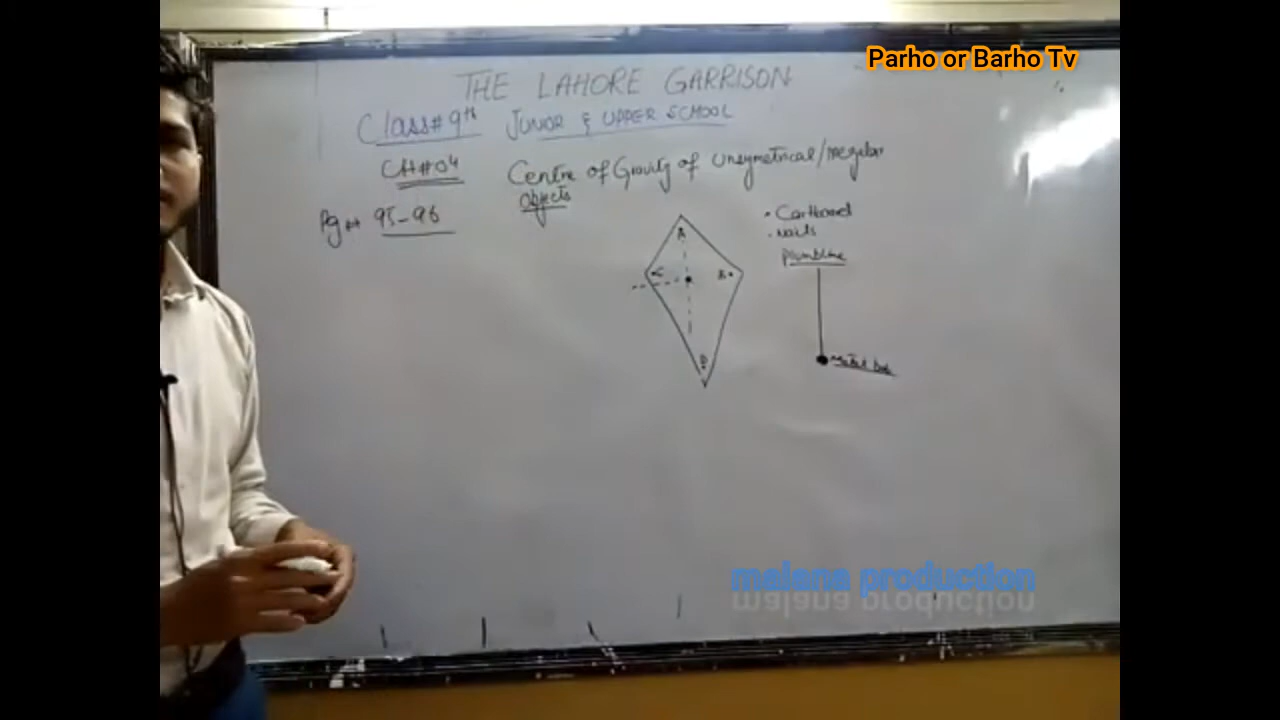 Parho or Barho Tv
THE LAHORE GARRISON
Class#9th JUNIOR & UPPER SCHOOL
CH#04 Centre of Gravity of Unsymetrical/Irregular
objects
Pg## 95-96
• Cartboard
• nails
plumbline
A
C B
D
Metal bob
malana production